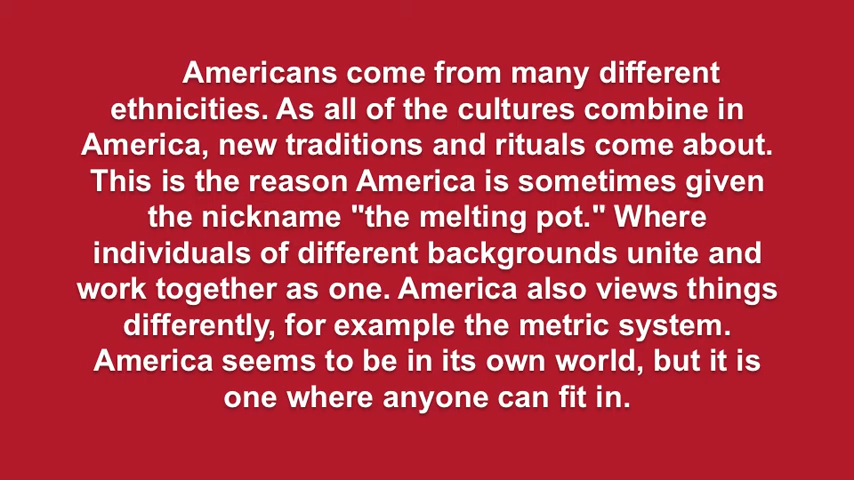 Americans come from many different
ethnicities. As all of the cultures combine in
America, new traditions and rituals come about.
This is the reason America is sometimes given
the nickname "the melting pot." Where
individuals of different backgrounds unite and
work together as one. America also views things
differently, for example the metric system.
America seems to be in its own world, but it is
one where anyone can fit in.